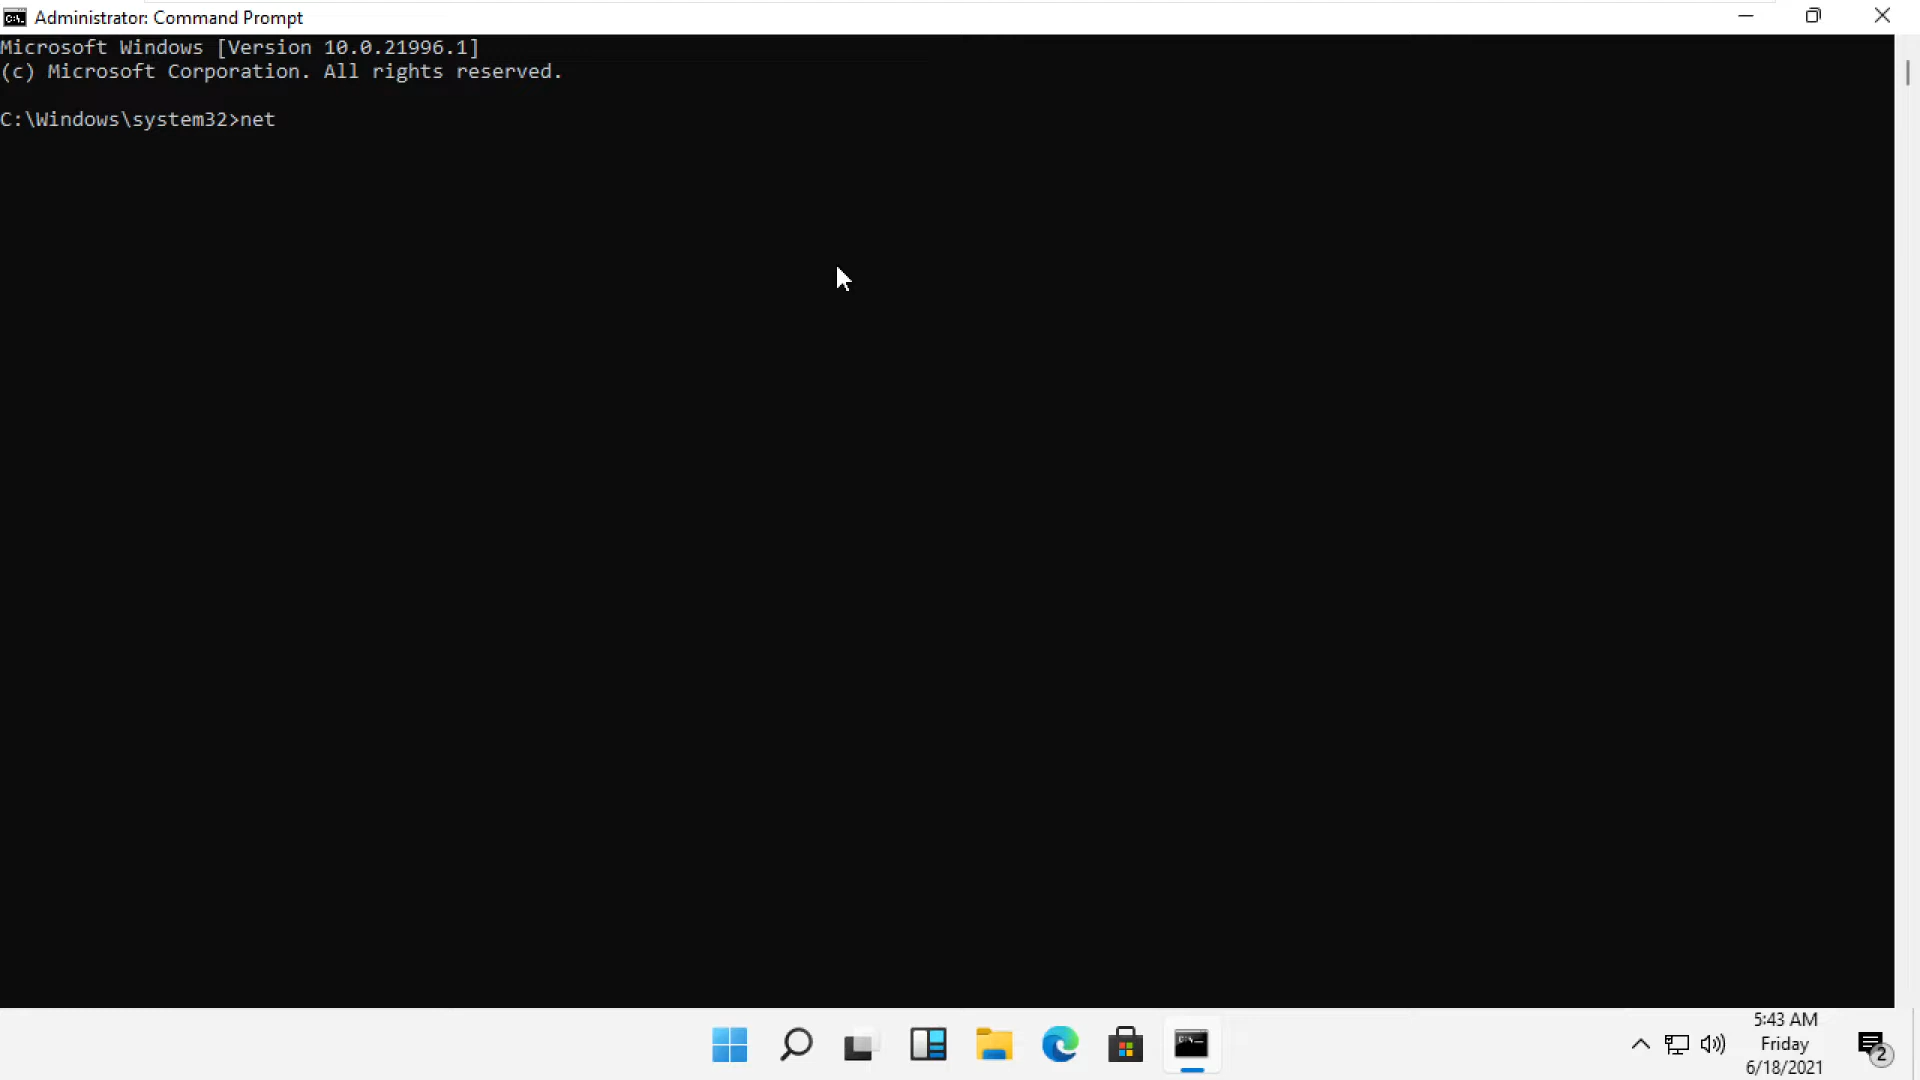 Administrator: Command Prompt
Microsoft Windows [Version 10.0.21996.1]
(c) Microsoft Corporation. All rights reserved.
C:\Windows\system32>net
5:43 AM
Friday
6/18/2021
2